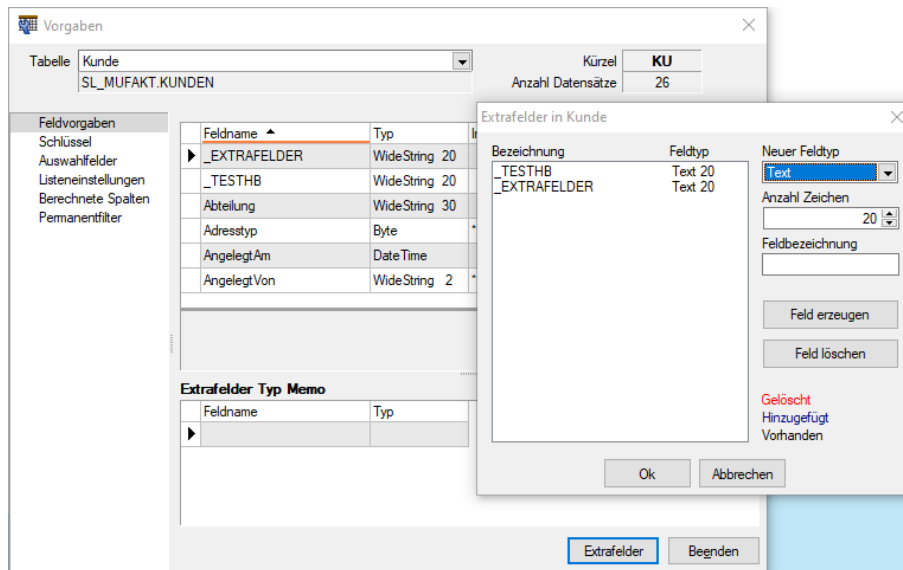 Vorgaben
Tabelle Kunde Kürzel KU
SL_MUFAKT.KUNDEN Anzahl Datensätze 26
Feldvorgaben
Schlüssel
Auswahlfelder
Listeneinstellungen
Berechnete Spalten
Permanentfilter
Feldname Typ
_EXTRAFELDER WideString 20
_TESTHB WideString 20
Abteilung WideString 30
Adresstyp Byte *
AngelegtAm DateTime
AngelegtVon WideString 2 *
Extrafelder Typ Memo
Feldname Typ
Extrafelder Beenden
Extrafelder in Kunde
Bezeichnung Feldtyp
_TESTHB Text 20
_EXTRAFELDER Text 20
Neuer Feldtyp
Text
Anzahl Zeichen
20
Feldbezeichnung
Feld erzeugen
Feld löschen
Gelöscht
Hinzugefügt
Vorhanden
Ok Abbrechen